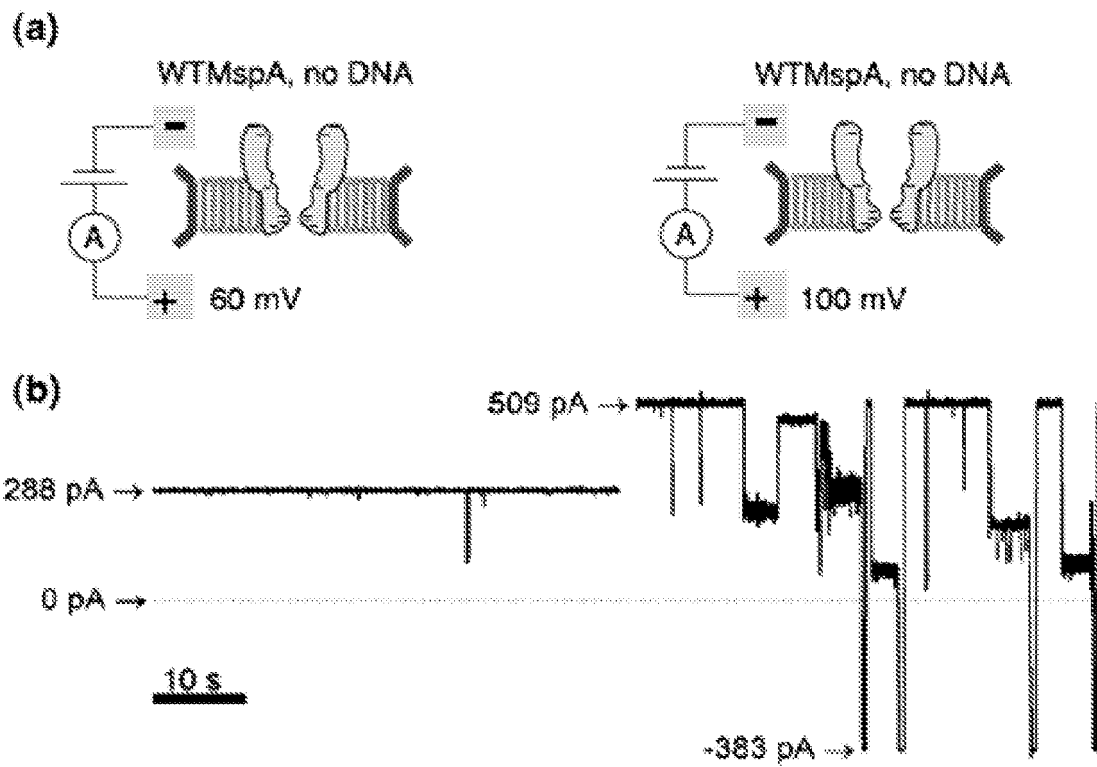 (a)
WTMspA, no DNA
WTMspA, no DNA
-
-
A
A
+ 60 mV
+ 100 mV
(b)
509 pA →
288 pA →
0 pA →
10 s
-383 pA →